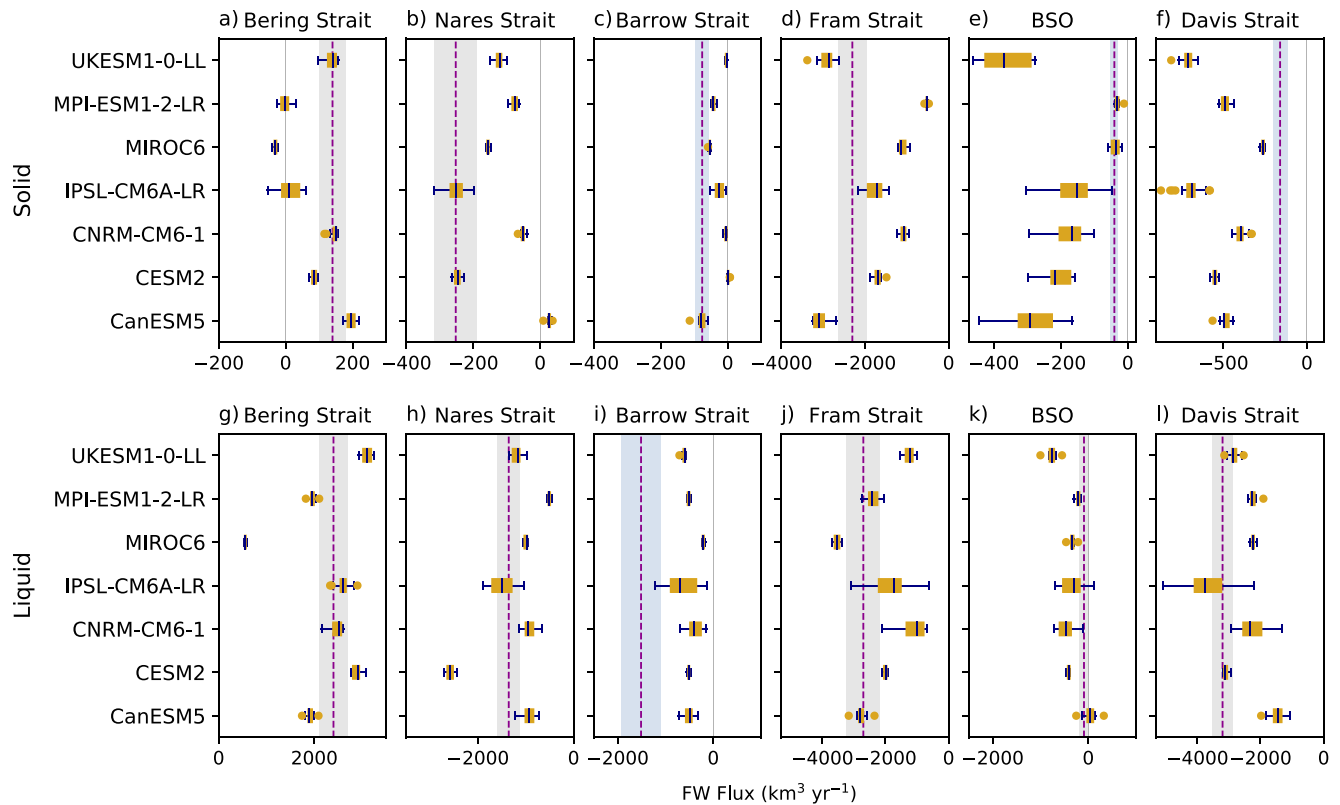 a) Bering Strait
b) Nares Strait
c) Barrow Strait
d) Fram Strait
e) BSO
f) Davis Strait
Solid
UKESM1-0-LL
MPI-ESM1-2-LR
MIROC6
IPSL-CM6A-LR
CNRM-CM6-1
CESM2
CanESM5
−200 0 200
−400 −200 0
−200 0
−4000 −2000 0
−400 −200 0
−500 0
g) Bering Strait
h) Nares Strait
i) Barrow Strait
j) Fram Strait
k) BSO
l) Davis Strait
Liquid
UKESM1-0-LL
MPI-ESM1-2-LR
MIROC6
IPSL-CM6A-LR
CNRM-CM6-1
CESM2
CanESM5
0 2000
−2000 0
−2000 0
−4000 −2000 0
−2000 0
−4000 −2000 0
FW Flux (km³ yr⁻¹)